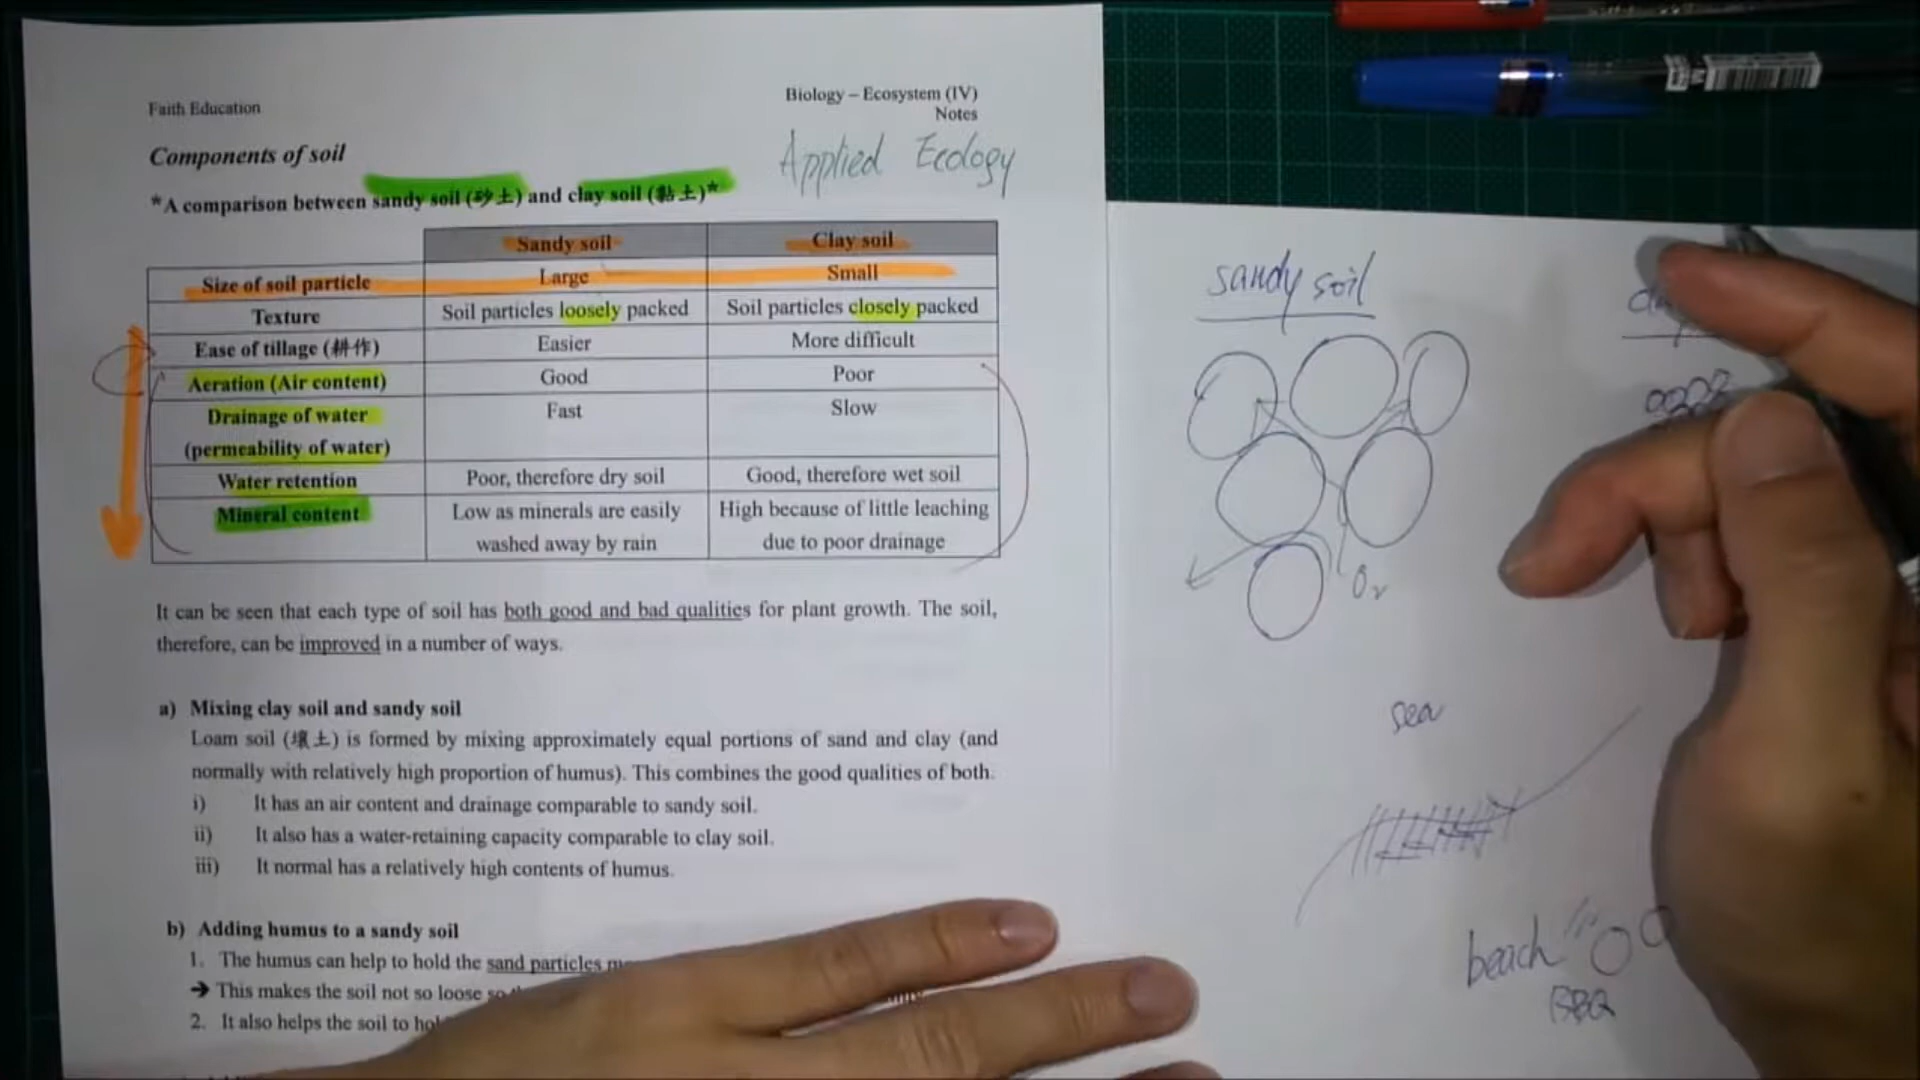 Faith Education
Biology – Ecosystem (IV)
Notes
Applied Ecology
Components of soil
*A comparison between sandy soil (砂土) and clay soil (黏土)*
Sandy soil Clay soil
Size of soil particle Large Small
Texture Soil particles loosely packed Soil particles closely packed
Ease of tillage (耕作) Easier More difficult
Aeration (Air content) Good Poor
Drainage of water Fast Slow
(permeability of water)
Water retention Poor, therefore dry soil Good, therefore wet soil
Mineral content Low as minerals are easily High because of little leaching
washed away by rain due to poor drainage
It can be seen that each type of soil has both good and bad qualities for plant growth. The soil,
therefore, can be improved in a number of ways.
a) Mixing clay soil and sandy soil
Loam soil (壤土) is formed by mixing approximately equal portions of sand and clay (and
normally with relatively high proportion of humus). This combines the good qualities of both.
i) It has an air content and drainage comparable to sandy soil.
ii) It also has a water-retaining capacity comparable to clay soil.
iii) It normal has a relatively high contents of humus.
b) Adding humus to a sandy soil
1. The humus can help to hold the sand particles
➔ This makes the soil not so loose
2. It also helps the soil to
sandy soil
O₂
sea
beach
BBQ